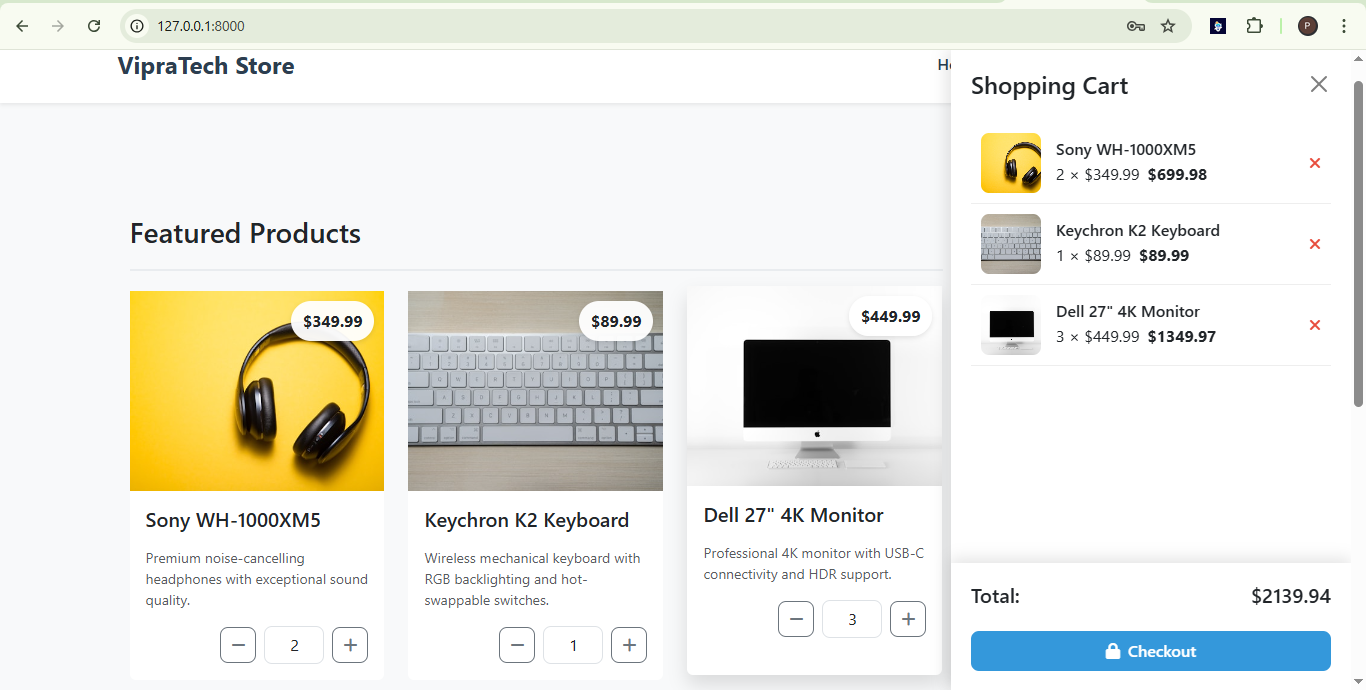 127.0.0.1:8000
P
VipraTech Store
Shopping Cart
Sony WH-1000XM5
2 × $349.99 $699.98
Keychron K2 Keyboard
1 × $89.99 $89.99
Dell 27" 4K Monitor
3 × $449.99 $1349.97
Total:
$2139.94
Checkout
Featured Products
$349.99
$89.99
$449.99
Sony WH-1000XM5
Premium noise-cancelling
headphones with exceptional sound
quality.
2
Keychron K2 Keyboard
Wireless mechanical keyboard with
RGB backlighting and hot-
swappable switches.
1
Dell 27" 4K Monitor
Professional 4K monitor with USB-C
connectivity and HDR support.
3